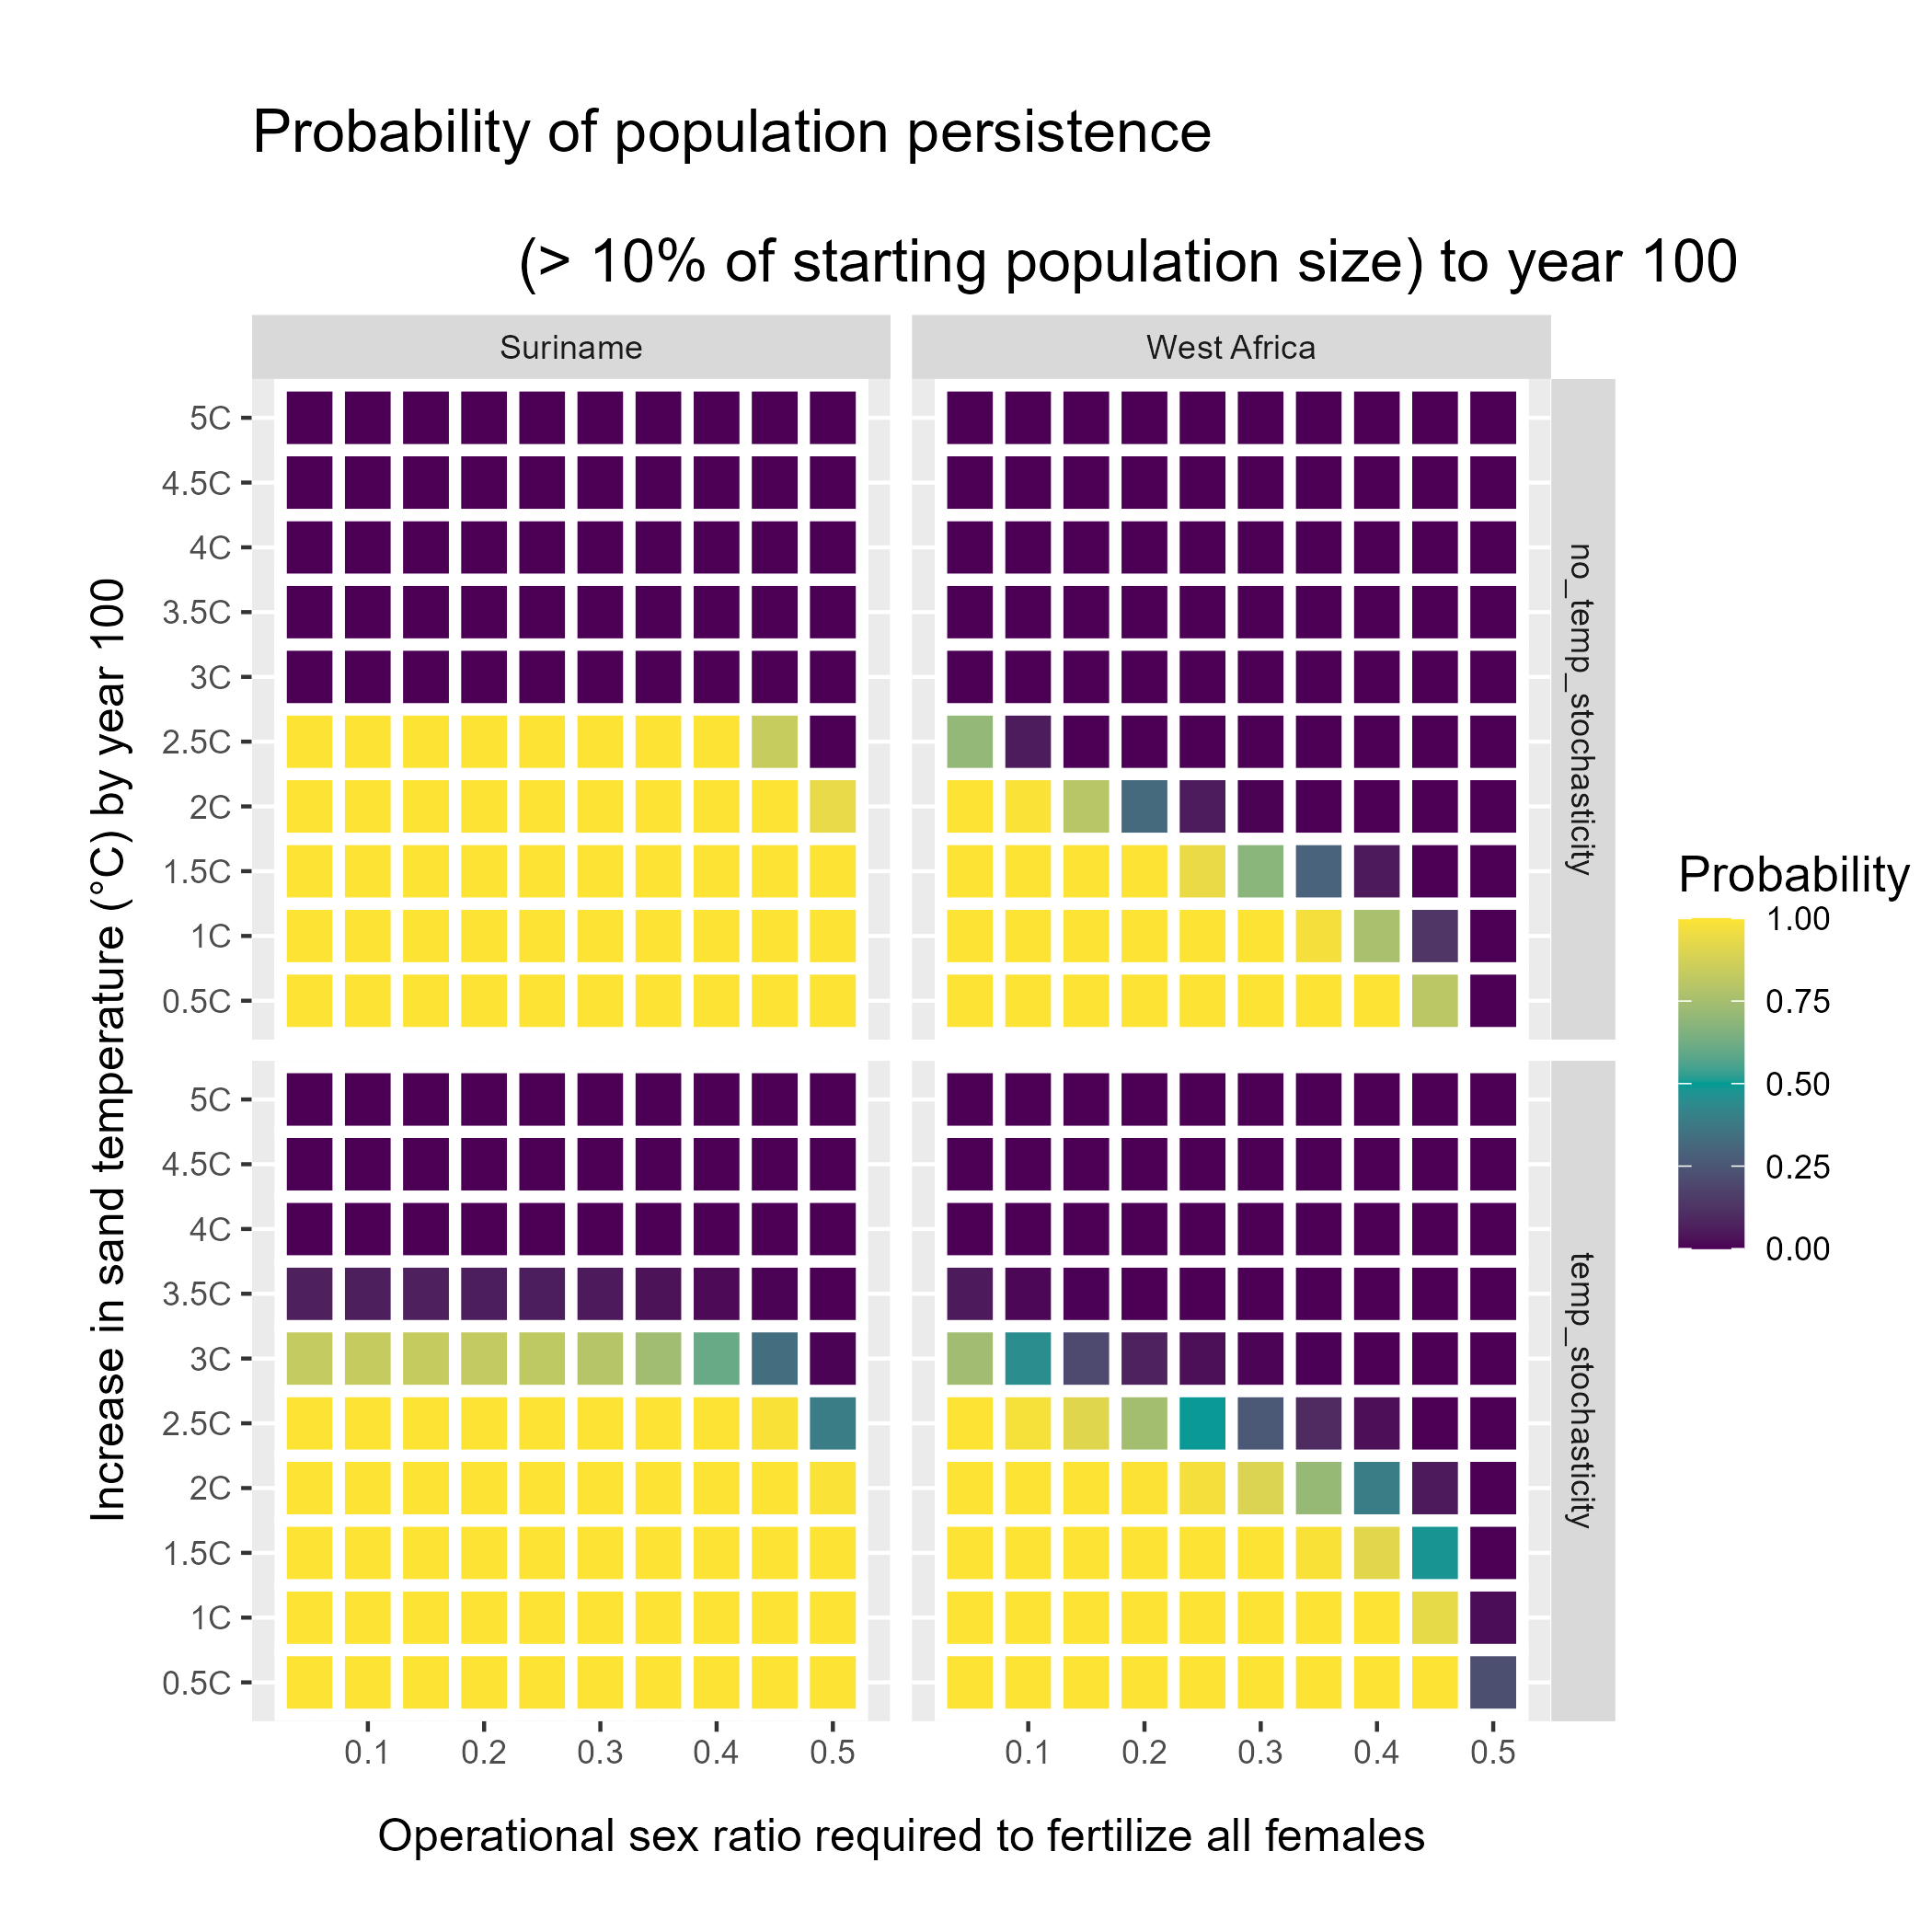 Probability of population persistence
(> 10% of starting population size) to year 100
Suriname
West Africa
5C
4.5C
4C
3.5C
3C
2.5C
2C
1.5C
1C
0.5C
no_temp_stochasticity
5C
4.5C
4C
3.5C
3C
2.5C
2C
1.5C
1C
0.5C
temp_stochasticity
Increase in sand temperature (°C) by year 100
0.1 0.2 0.3 0.4 0.5
0.1 0.2 0.3 0.4 0.5
Operational sex ratio required to fertilize all females
Probability
1.00
0.75
0.50
0.25
0.00